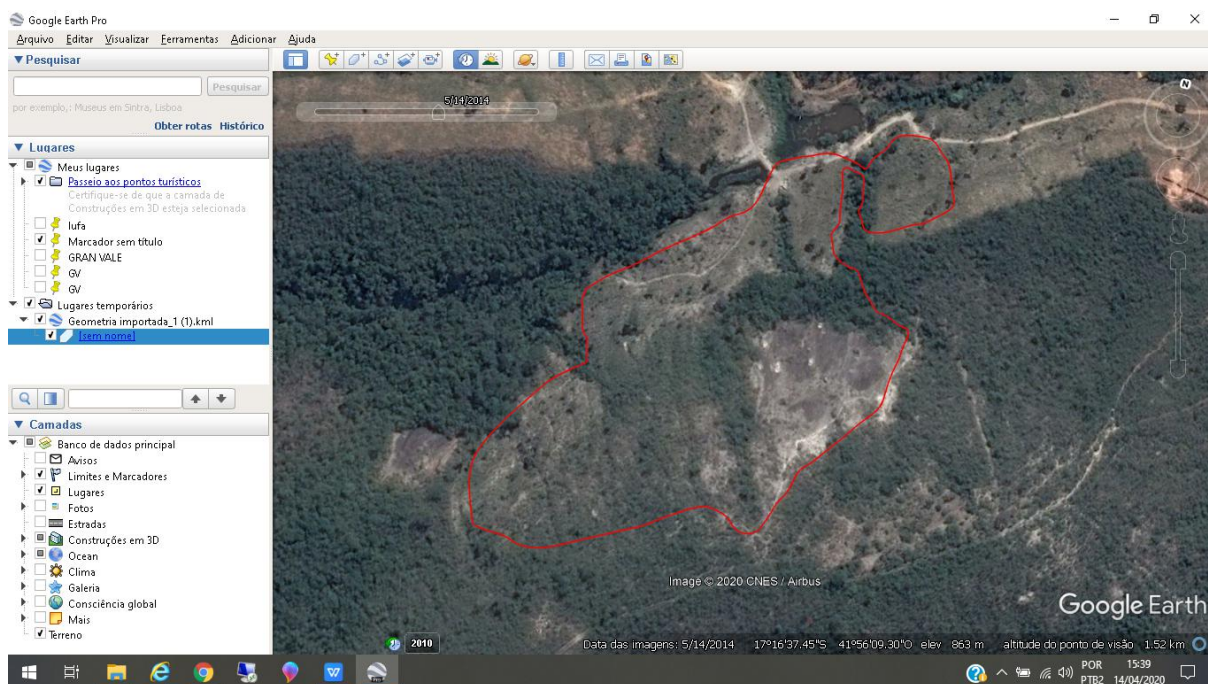 Google Earth Pro
Arquivo Editar Visualizar Ferramentas Adicionar Ajuda
Pesquisar
Pesquisar
por exemplo,: Museus em Sintra, Lisboa
Obter rotas Histórico
Lugares
Meus lugares
Passeio aos pontos turísticos
Certifique-se de que a camada de
Construções em 3D esteja selecionada
lufa
Marcador sem título
GRAN VALE
GV
GV
Lugares temporários
Geometria importada_1 (1).kml
[sem nome]
Camadas
Banco de dados principal
Avisos
Limites e Marcadores
Lugares
Fotos
Estradas
Construções em 3D
Ocean
Clima
Galeria
Consciência global
Mais
Terreno
5/14/2014
N
Image © 2020 CNES / Airbus
Google Earth
2010
Data das imagens: 5/14/2014 17°16'37.45"S 41°56'09.30"O elev 863 m altitude do ponto de visão 1.52 km
POR 15:39
PTB2 14/04/2020